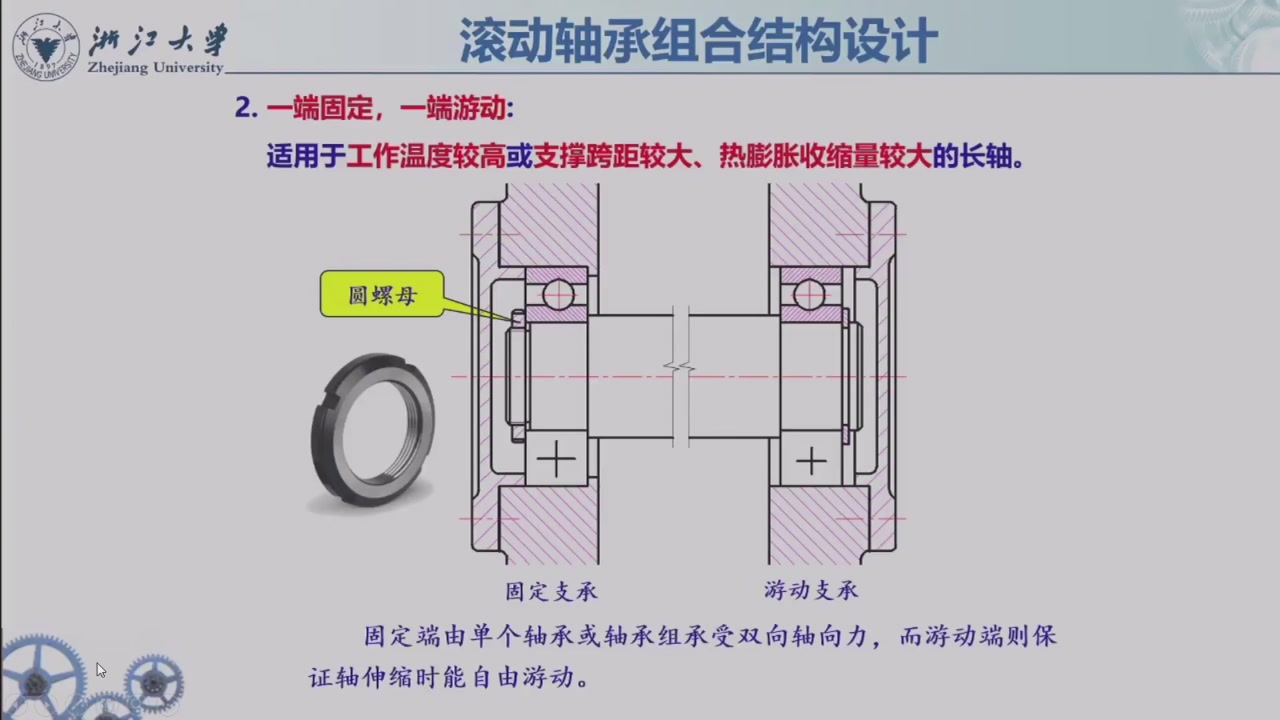 浙江大学
Zhejiang University
滚动轴承组合结构设计
2. 一端固定，一端游动:
适用于工作温度较高或支撑跨距较大、热膨胀收缩量较大的长轴。
圆螺母
固定支承
游动支承
固定端由单个轴承或轴承组承受双向轴向力，而游动端则保
证轴伸缩时能自由游动。